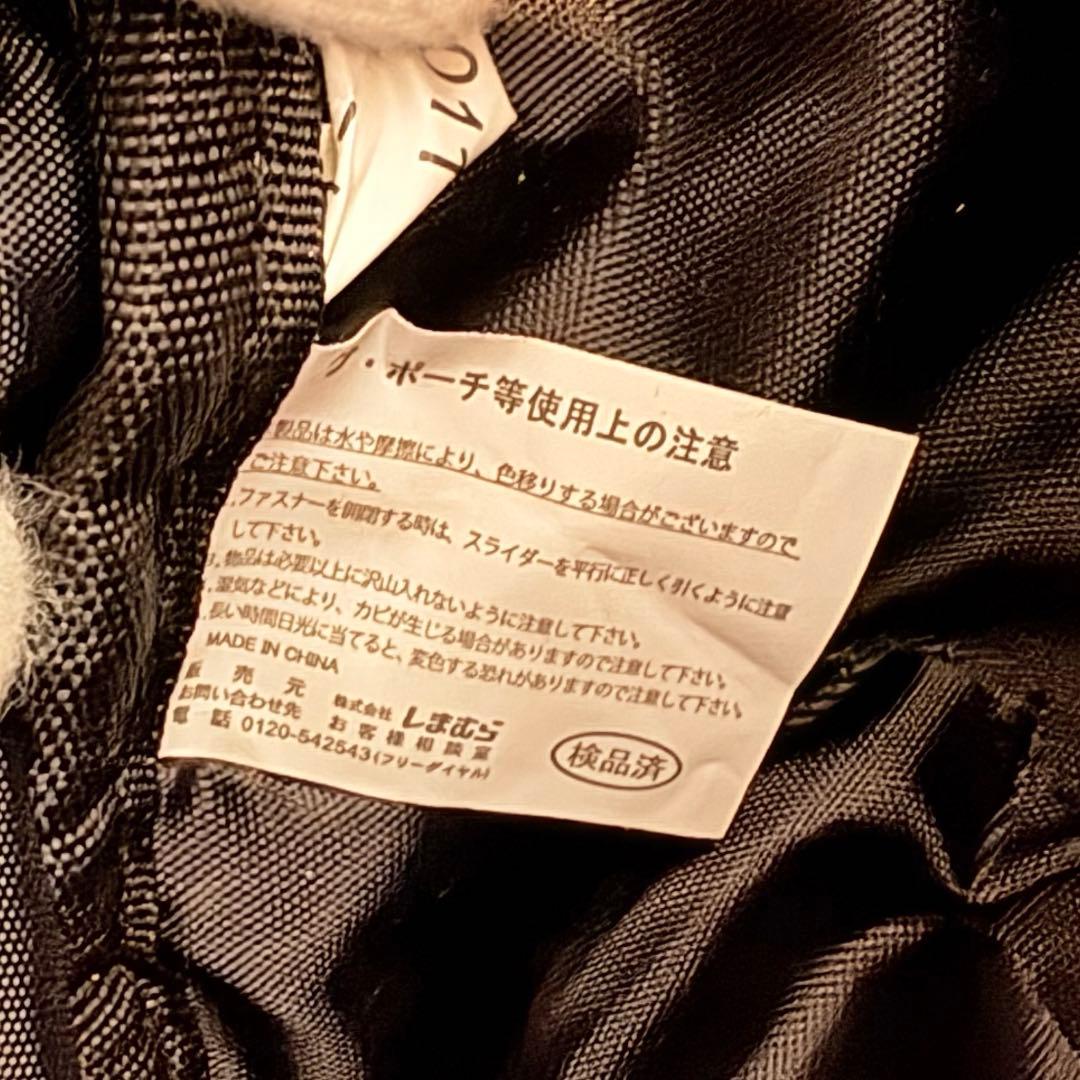 017
グ・ポーチ等使用上の注意
製品は水や摩擦により、色移りする場合がございますので
ご注意下さい。
ファスナーを開閉する時は、スライダーを平行に正しく引くように注意
して下さい。
3.物品は必要以上に沢山入れないように注意して下さい。
.湿気などにより、カビが生じる場合がありますので注意して下さい。
.長い時間日光に当てると、変色する恐れがありますので注意して下さい。
MADE IN CHINA
販売元 株式会社 しまむら
お問い合わせ先 お客様相談室
電話 0120-542543(フリーダイヤル)
検品済